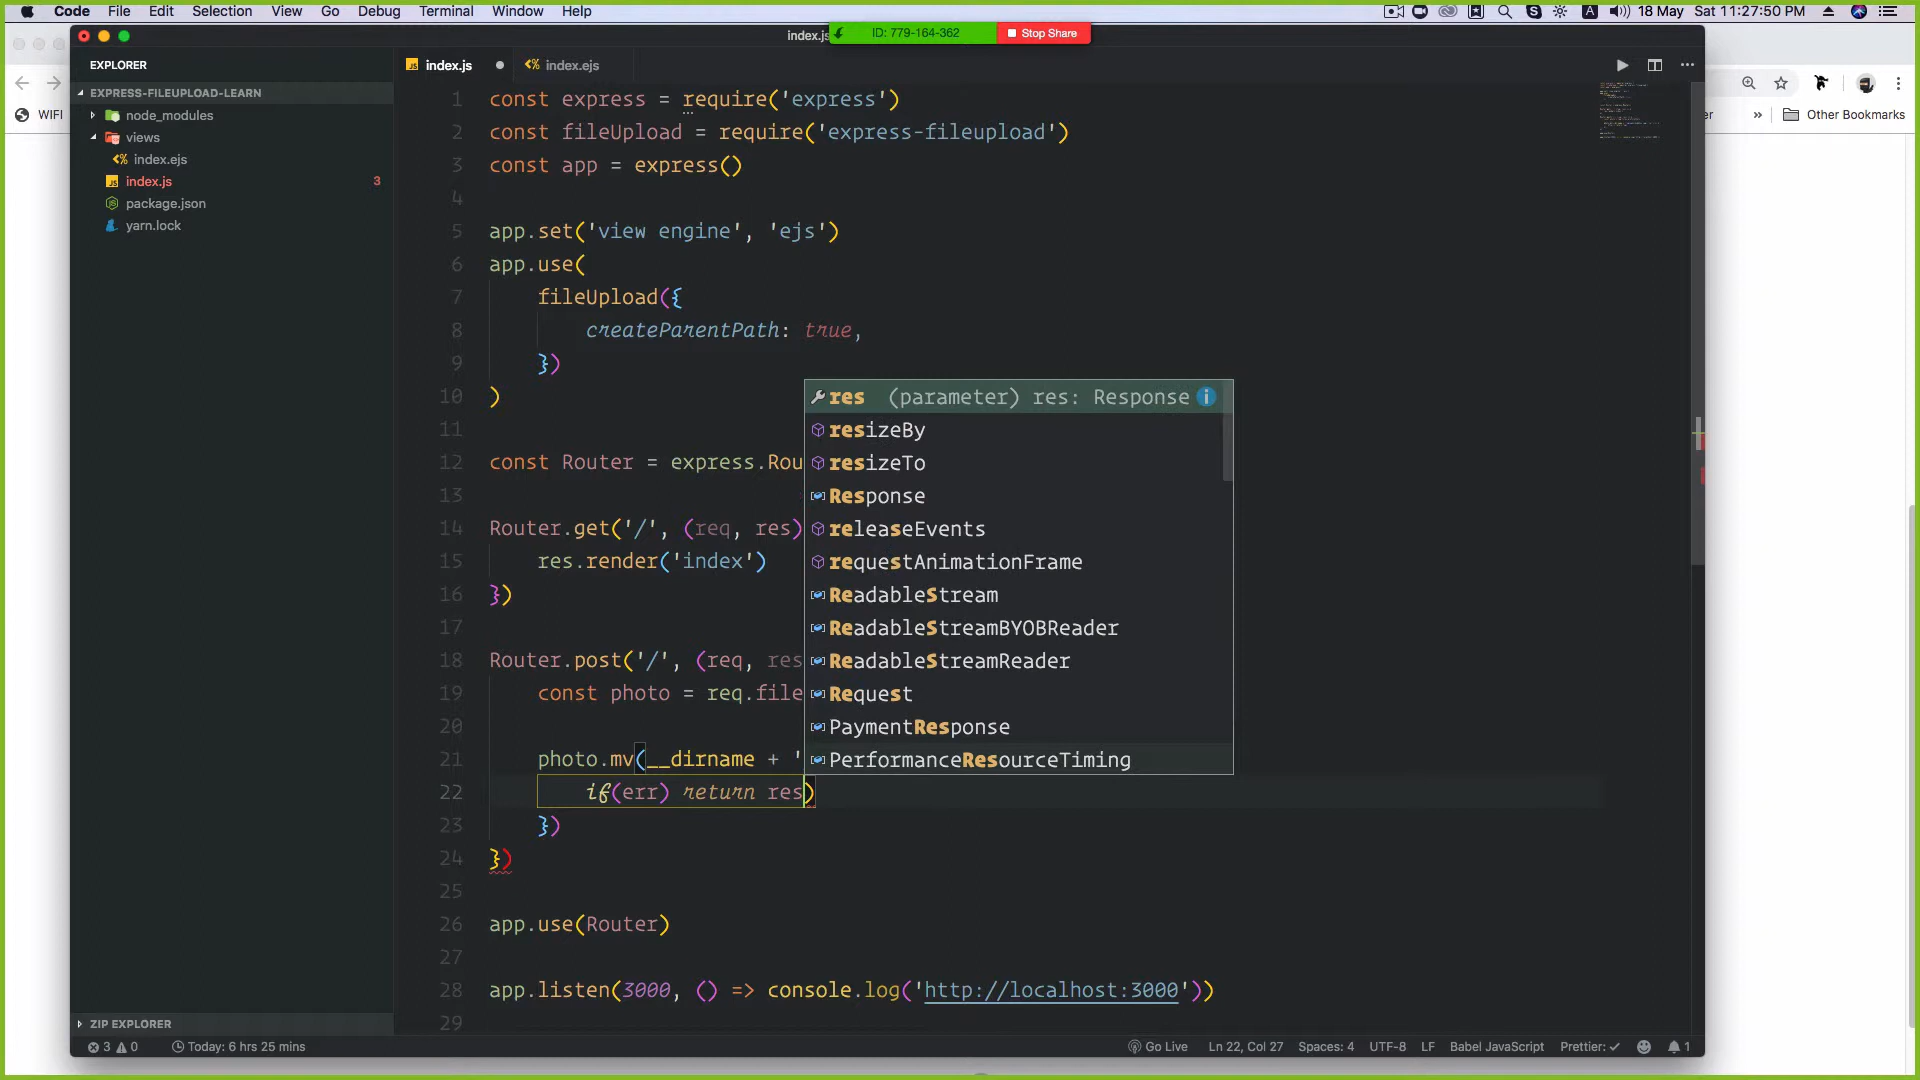 Code File Edit Selection View Go Debug Terminal Window Help
18 May Sat 11:27:50 PM
index.js
ID: 779-164-362 Stop Share
EXPLORER
index.js
index.ejs
EXPRESS-FILEUPLOAD-LEARN
node_modules
views
index.ejs
index.js 3
package.json
yarn.lock
WIFI
Other Bookmarks
1 const express = require('express')
2 const fileUpload = require('express-fileupload')
3 const app = express()
4
5 app.set('view engine', 'ejs')
6 app.use(
7 fileUpload({
8 createParentPath: true,
9 })
10 )
11
12 const Router = express.Rou
13
14 Router.get('/', (req, res)
15 res.render('index')
16 })
17
18 Router.post('/', (req, res
19 const photo = req.file
20
21 photo.mv(__dirname + '
22 if(err) return res)
23 })
24 })
25
26 app.use(Router)
27
28 app.listen(3000, () => console.log('http://localhost:3000'))
29
res (parameter) res: Response
resizeBy
resizeTo
Response
releaseEvents
requestAnimationFrame
ReadableStream
ReadableStreamBYOBReader
ReadableStreamReader
Request
PaymentResponse
PerformanceResourceTiming
ZIP EXPLORER
3 0 Today: 6 hrs 25 mins
Go Live Ln 22, Col 27 Spaces: 4 UTF-8 LF Babel JavaScript Prettier: ✓ 1